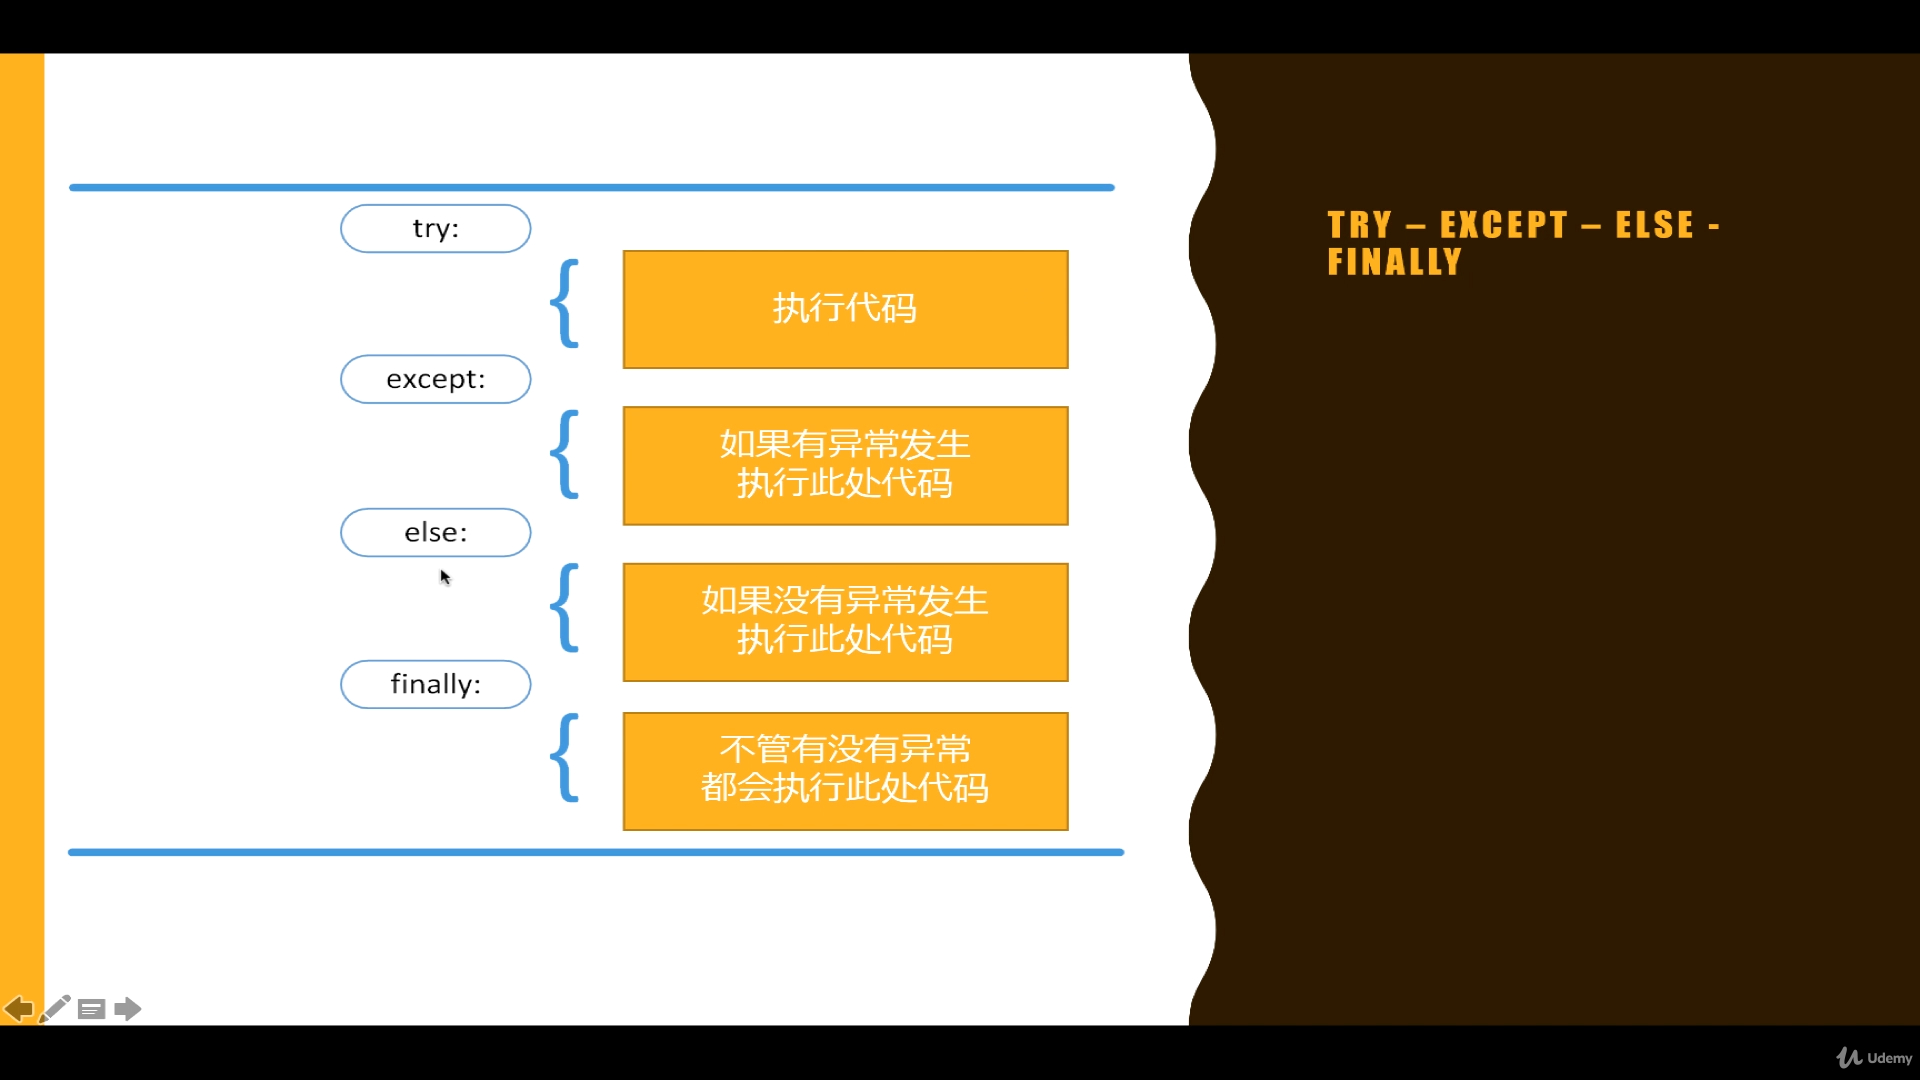 try:
执行代码
except:
如果有异常发生
执行此处代码
else:
如果没有异常发生
执行此处代码
finally:
不管有没有异常
都会执行此处代码
TRY – EXCEPT – ELSE -
FINALLY
Udemy